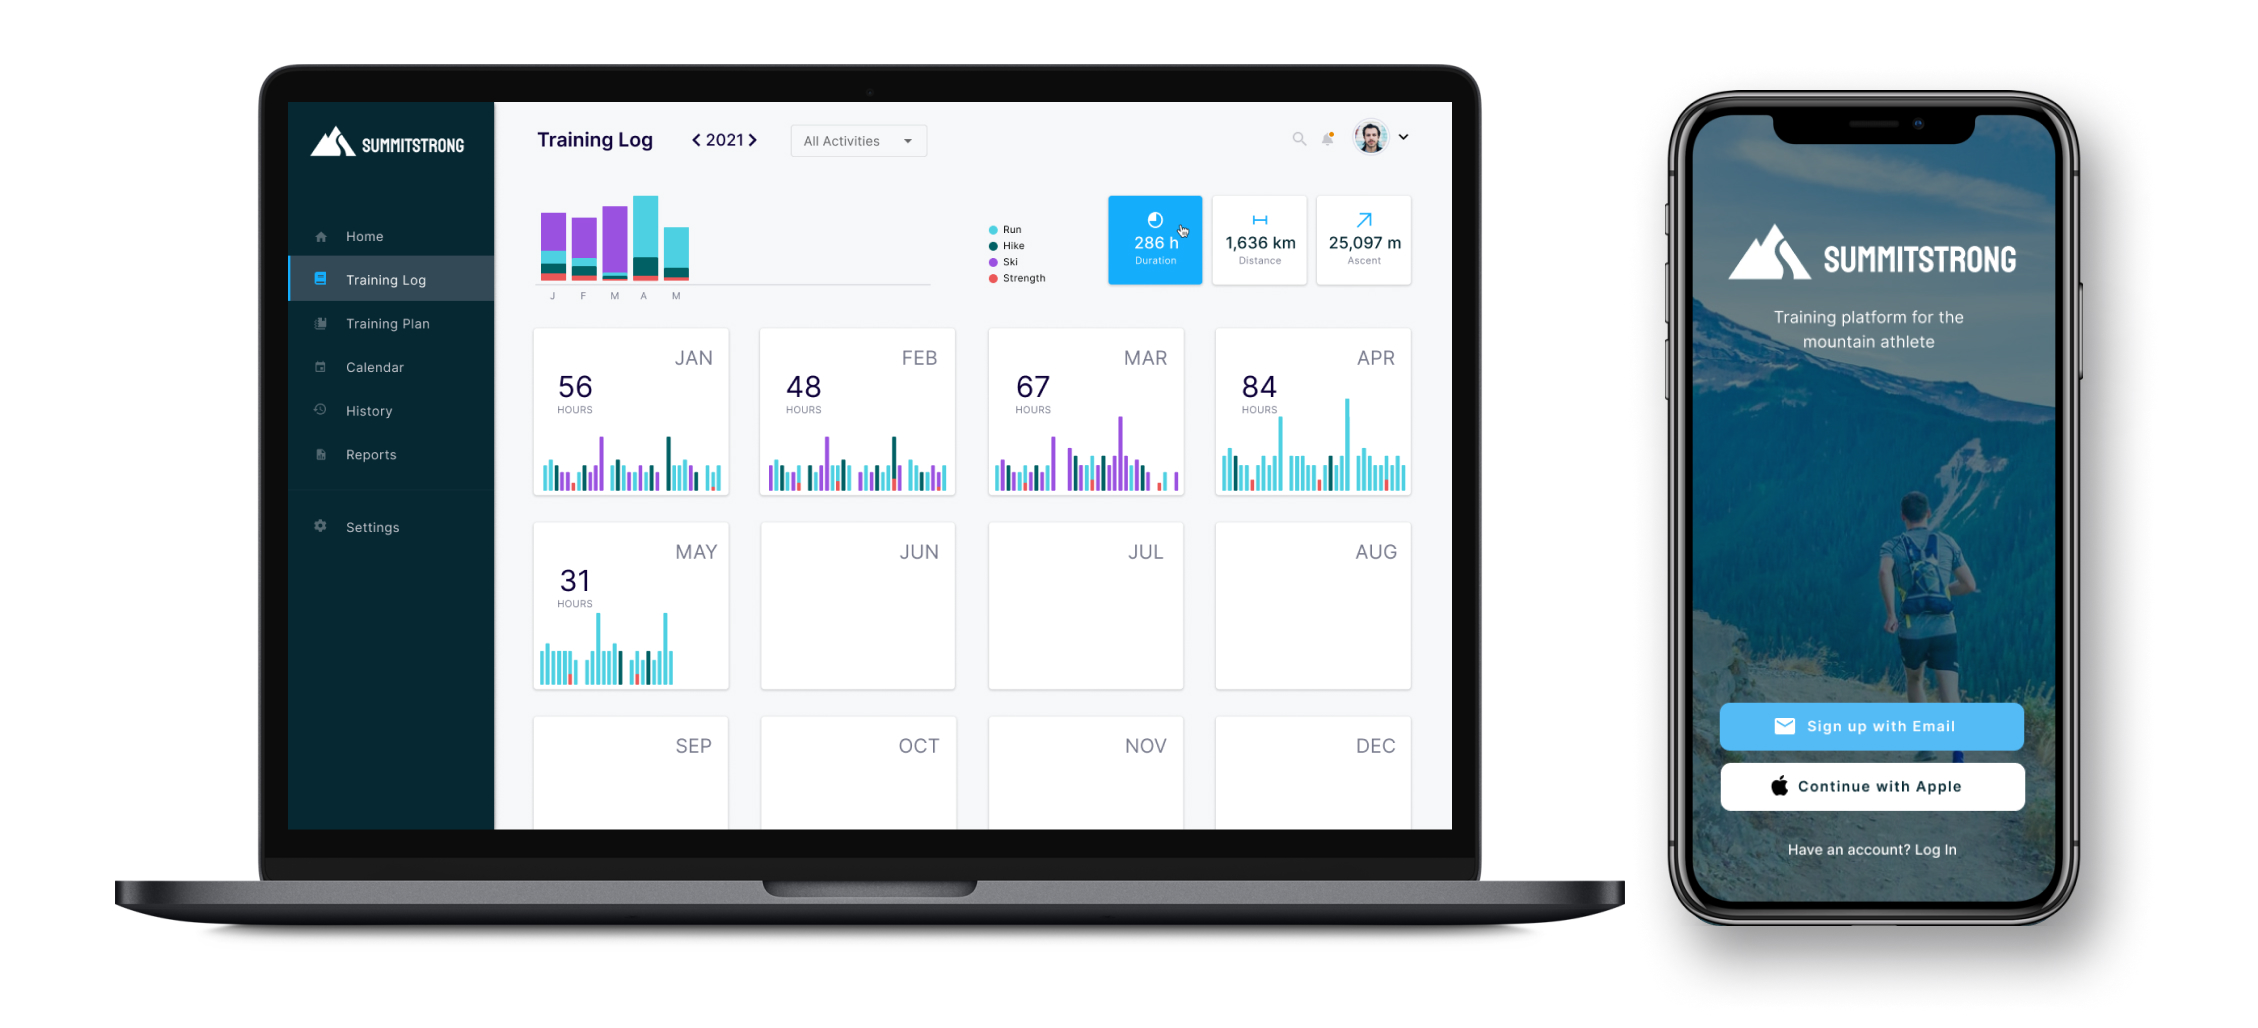 SUMMITSTRONG
Home
Training Log
Training Plan
Calendar
History
Reports
Settings
Training Log
2021
All Activities
J F M A M
Run
Hike
Ski
Strength
286 h
Duration
1,636 km
Distance
25,097 m
Ascent
JAN
56
HOURS
FEB
48
HOURS
MAR
67
HOURS
APR
84
HOURS
MAY
31
HOURS
JUN
JUL
AUG
SEP
OCT
NOV
DEC
SUMMITSTRONG
Training platform for the
mountain athlete
Sign up with Email
Continue with Apple
Have an account? Log In